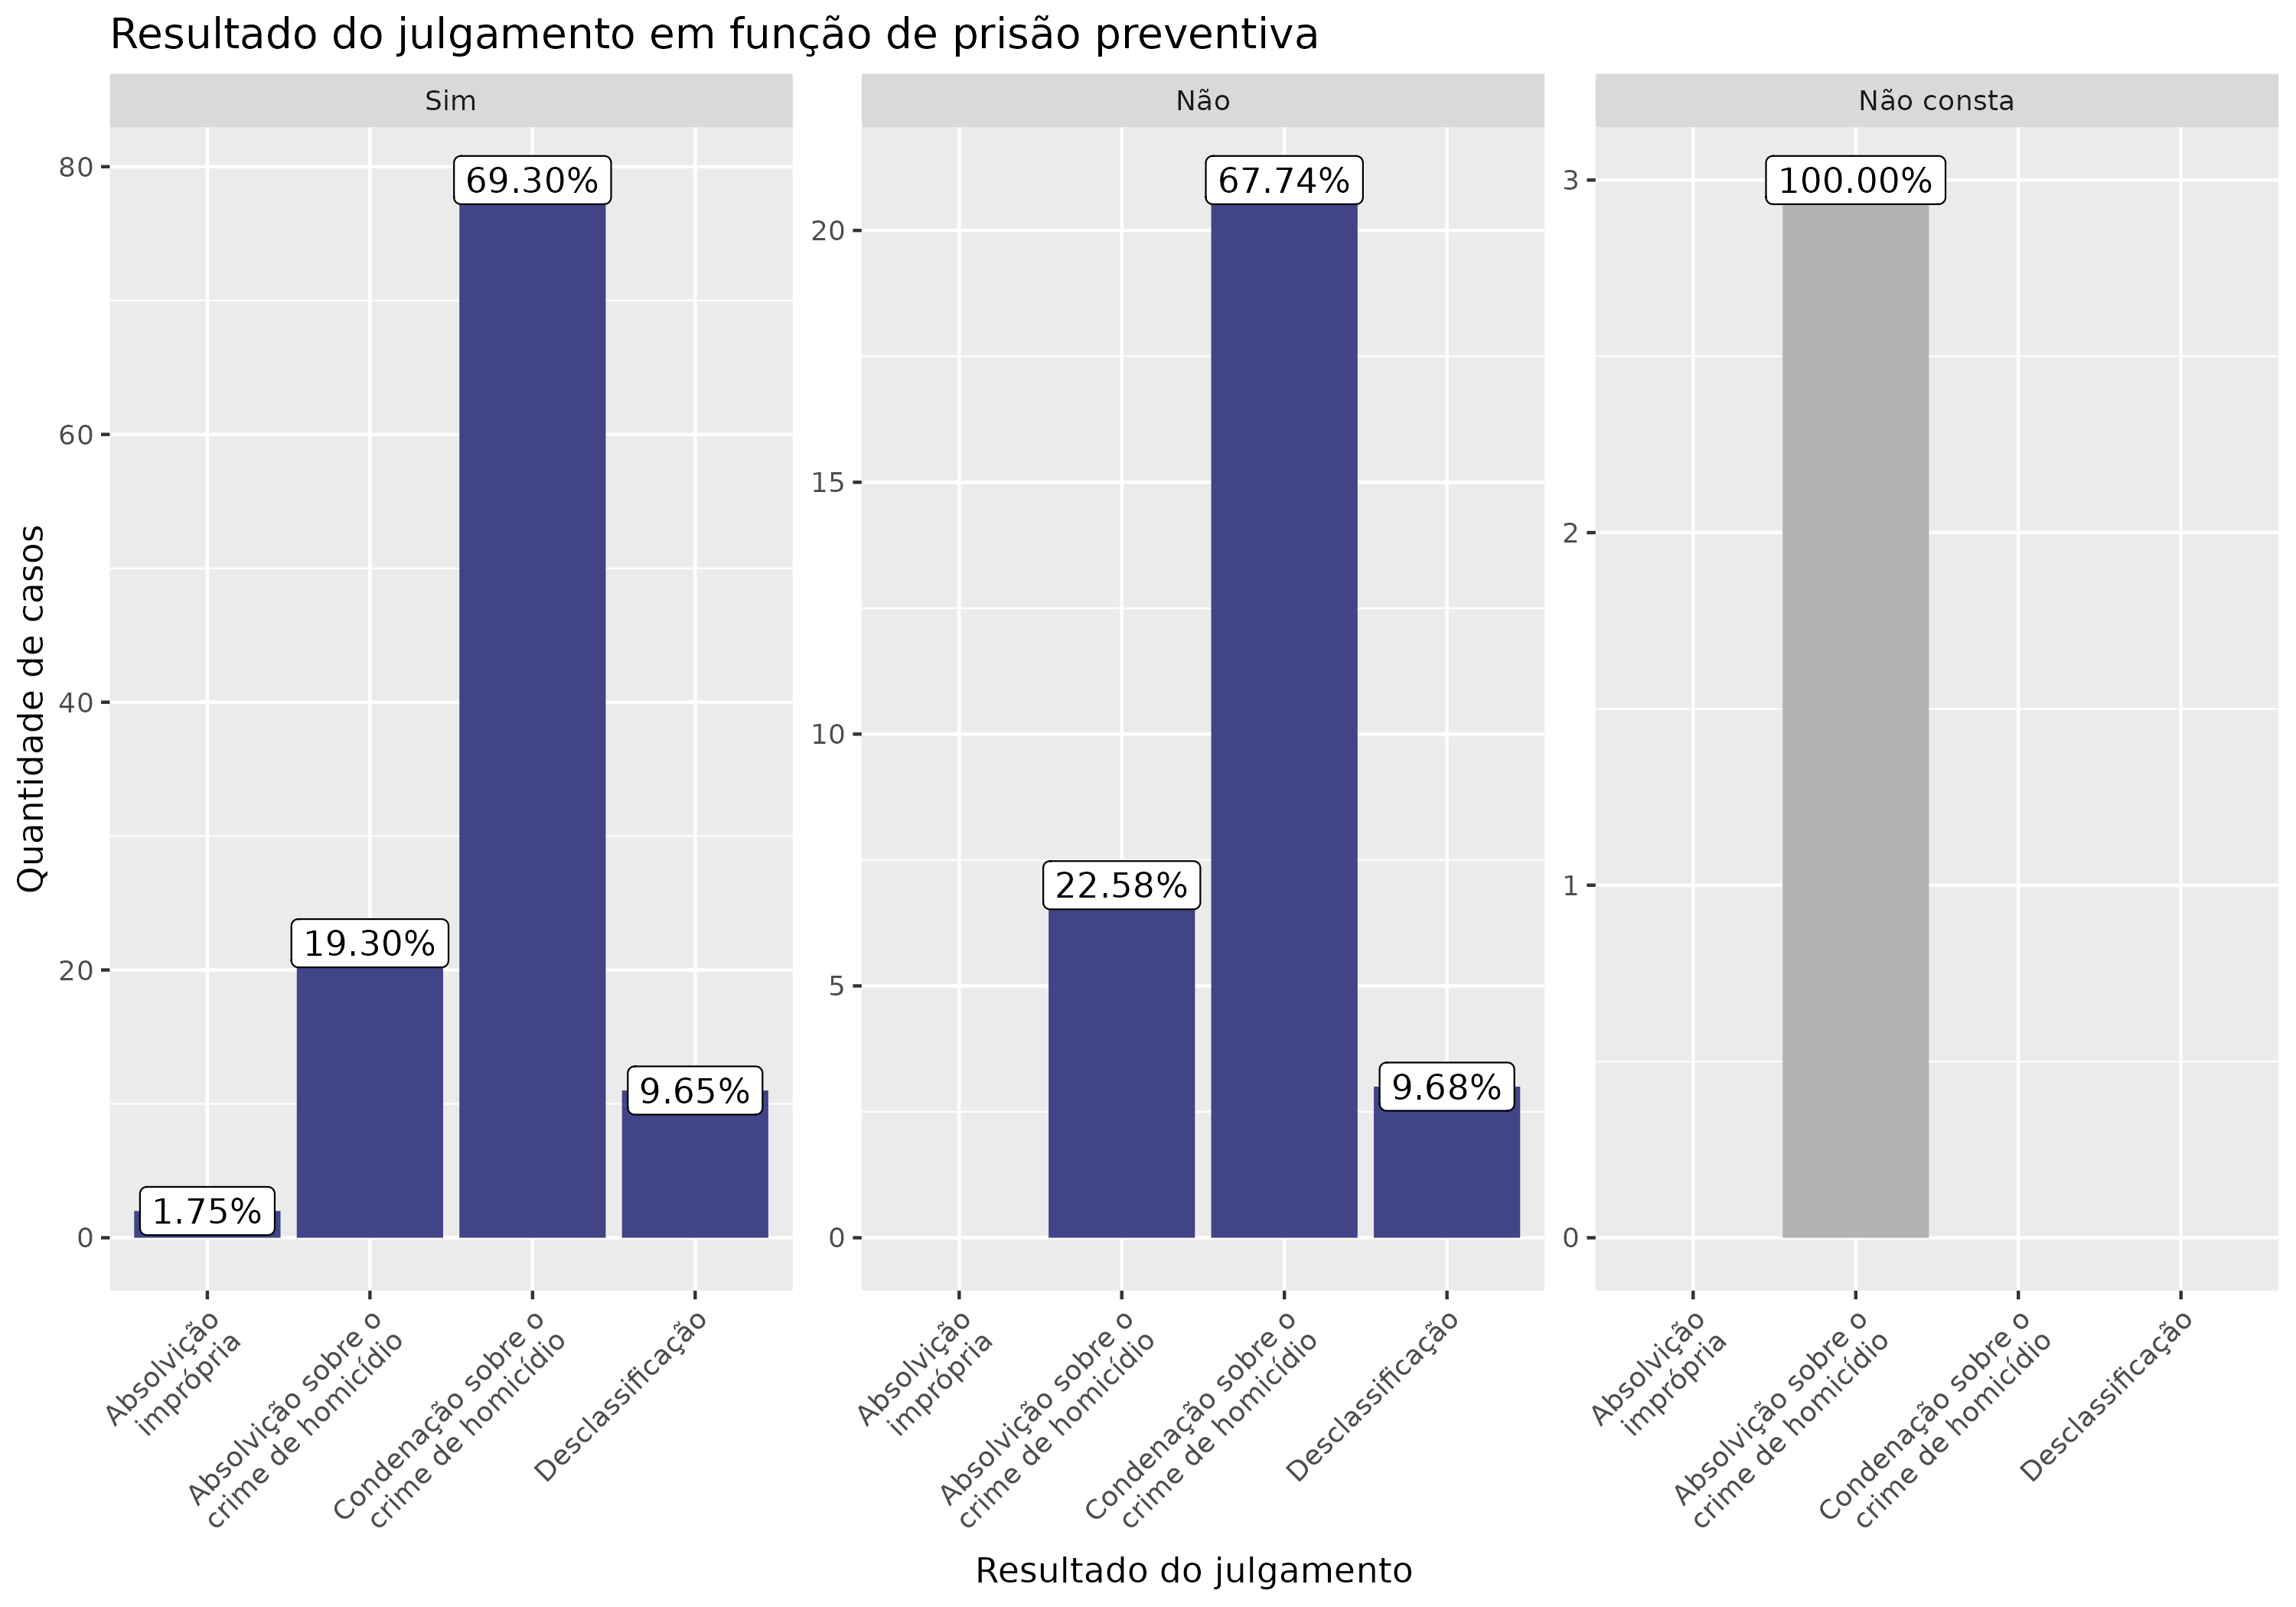 Resultado do julgamento em função de prisão preventiva
Sim
Não
Não consta
Quantidade de casos
80
60
40
20
0
1.75%
19.30%
69.30%
9.65%
20
15
10
5
0
22.58%
67.74%
9.68%
3
2
1
0
100.00%
Absolvição
imprópria
Absolvição sobre o
crime de homicídio
Condenação sobre o
crime de homicídio
Desclassificação
Absolvição
imprópria
Absolvição sobre o
crime de homicídio
Condenação sobre o
crime de homicídio
Desclassificação
Absolvição
imprópria
Absolvição sobre o
crime de homicídio
Condenação sobre o
crime de homicídio
Desclassificação
Resultado do julgamento